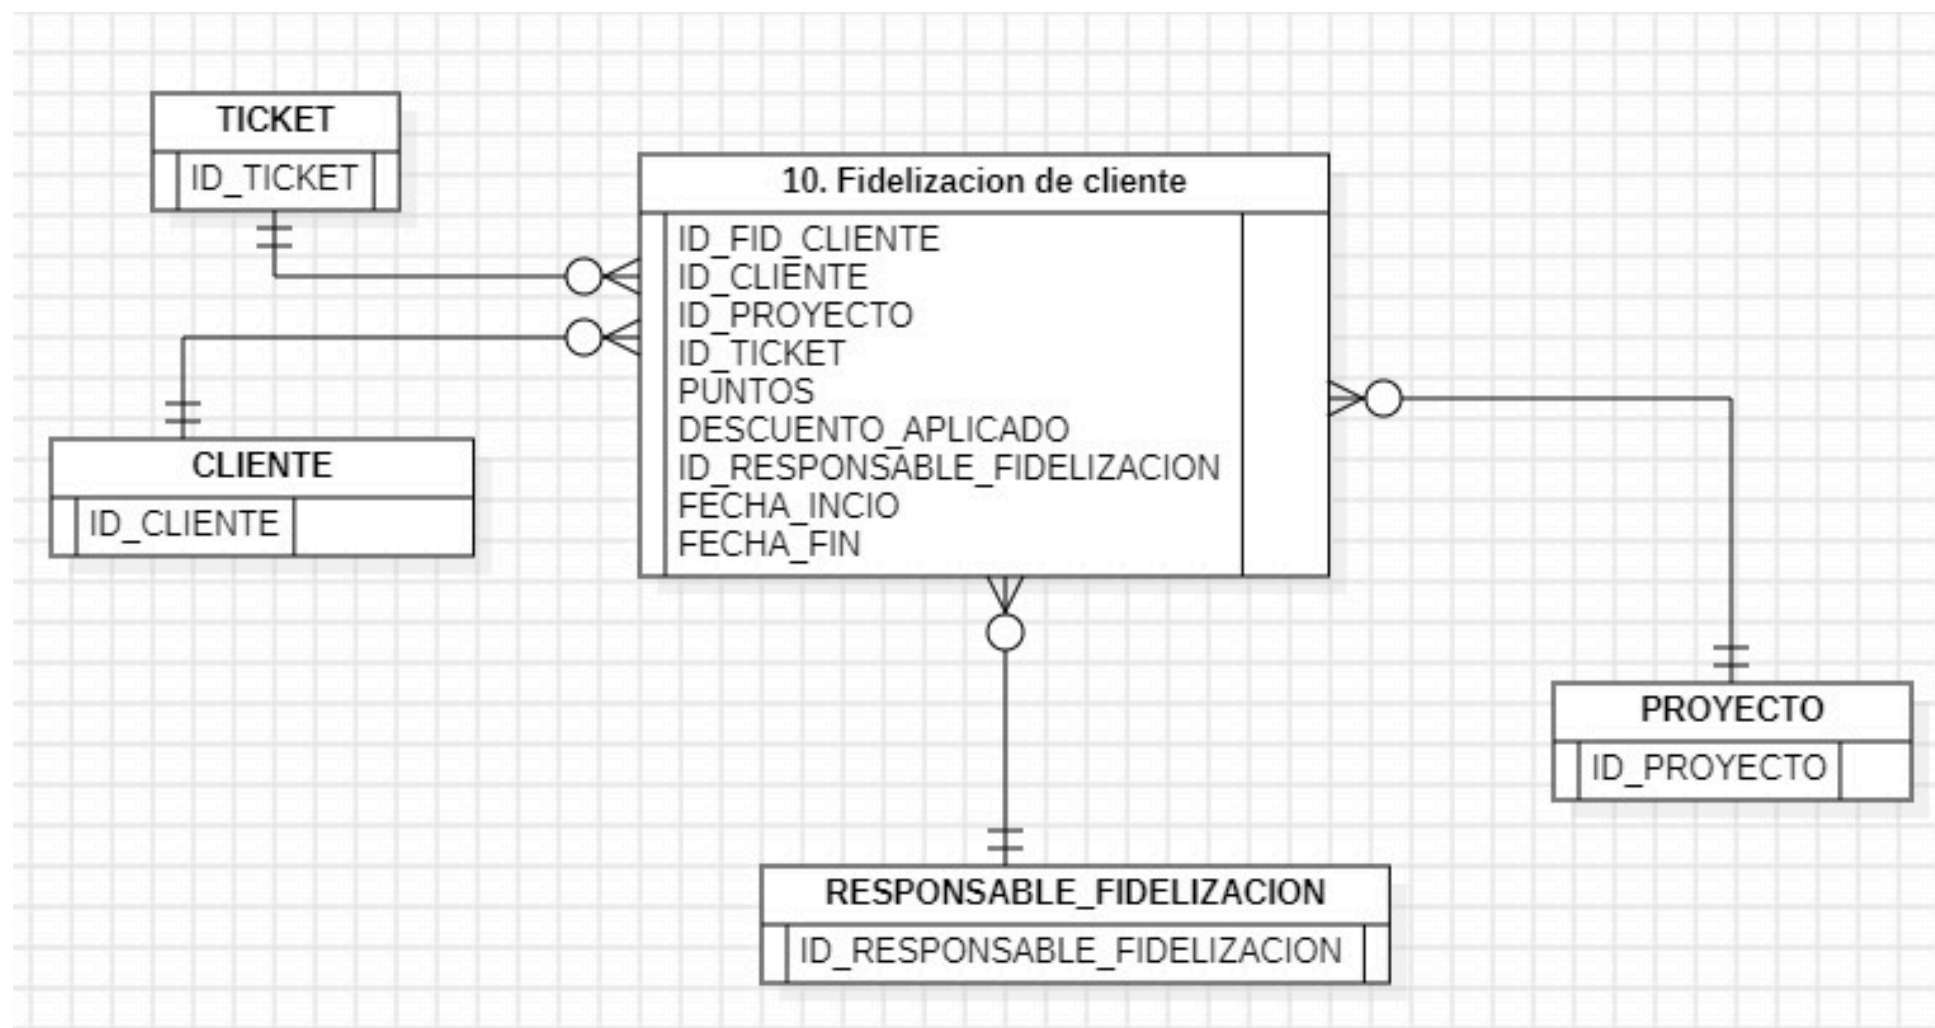 TICKET
ID_TICKET
10. Fidelizacion de cliente
ID_FID_CLIENTE
ID_CLIENTE
ID_PROYECTO
ID_TICKET
PUNTOS
DESCUENTO_APLICADO
ID_RESPONSABLE_FIDELIZACION
FECHA_INCIO
FECHA_FIN
CLIENTE
ID_CLIENTE
PROYECTO
ID_PROYECTO
RESPONSABLE_FIDELIZACION
ID_RESPONSABLE_FIDELIZACION